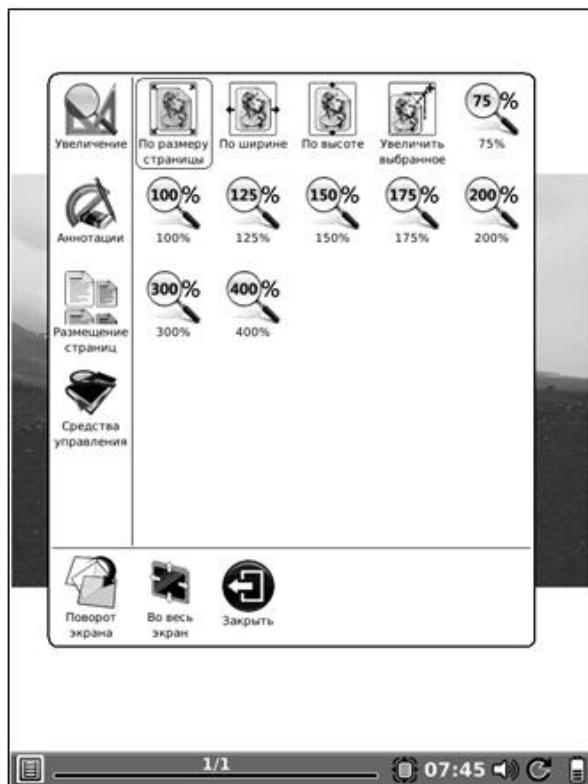 Увеличение
По размеру
страницы
По ширине
По высоте
Увеличить
выбранное
75%
75%
Аннотации
100%
100%
125%
125%
150%
150%
175%
175%
200%
200%
Размещение
страниц
300%
300%
400%
400%
Средства
управления
Поворот
экрана
Во весь
экран
Закрыть
1/1
07:45